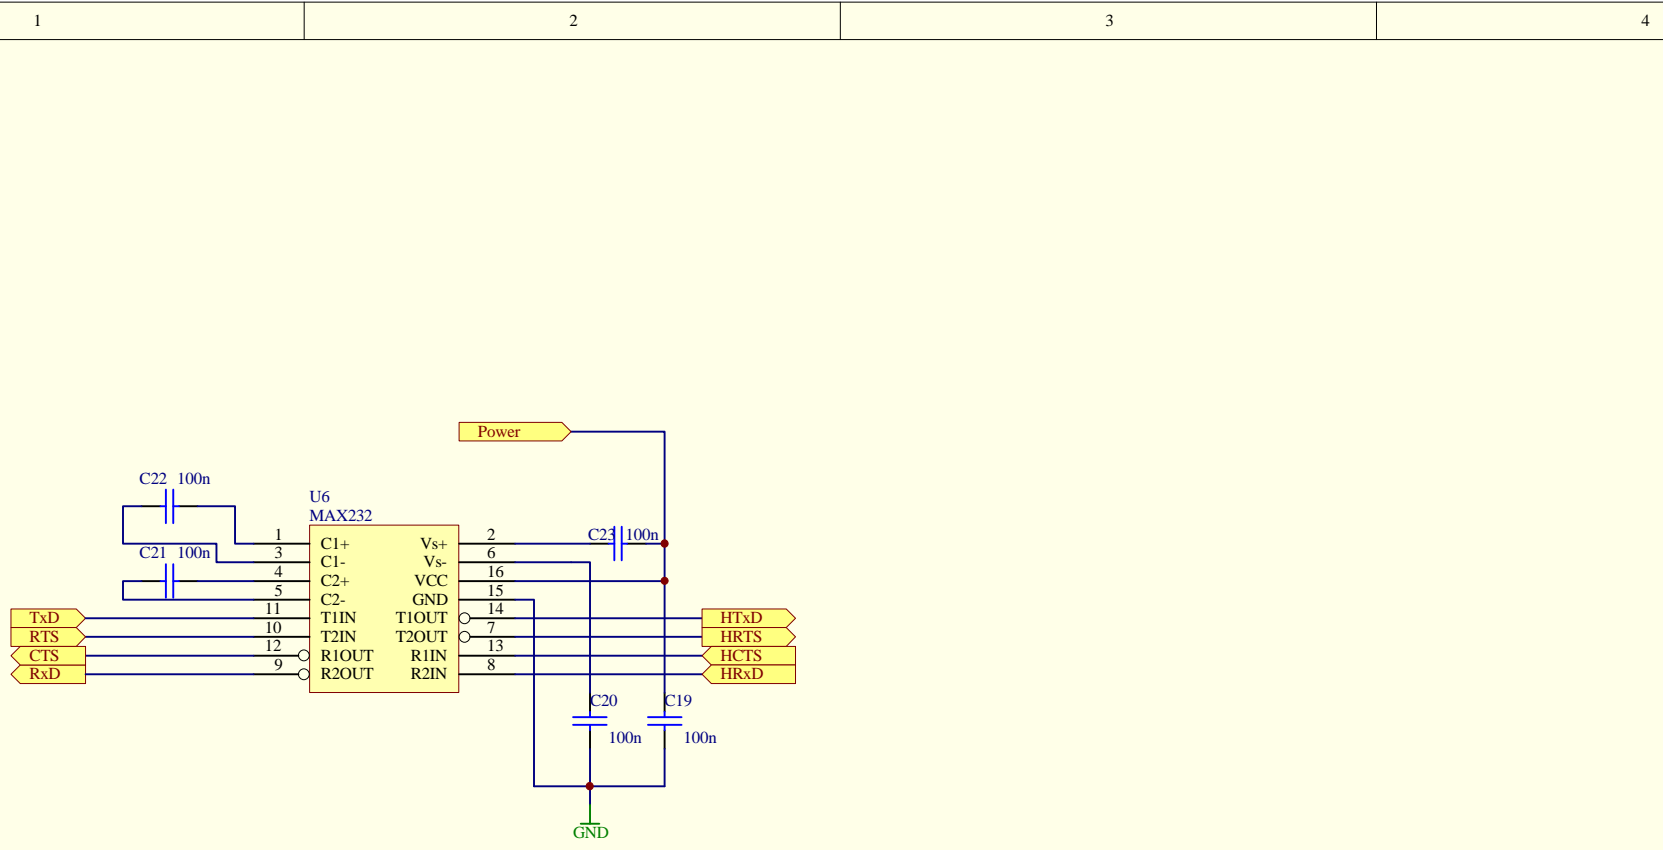 1 2 3 4
Power
C22 100n
U6
MAX232
C21 100n
1 C1+ Vs+ 2 C23 100n
3 C1- Vs- 6
4 C2+ VCC 16
5 C2- GND 15
TxD 11 T1IN T1OUT 14 HTxD
RTS 10 T2IN T2OUT 7 HRTS
CTS 12 R1OUT R1IN 13 HCTS
RxD 9 R2OUT R2IN 8 HRxD
C20 C19
100n 100n
GND